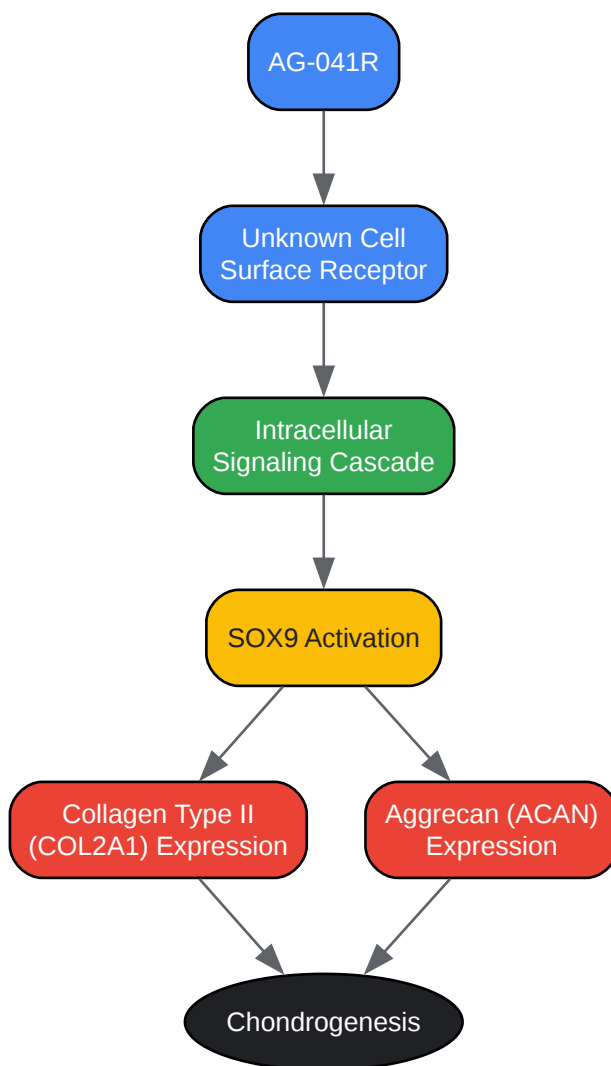 AG-041R
Unknown Cell
Surface Receptor
Intracellular
Signaling Cascade
SOX9 Activation
Collagen Type II
(COL2A1) Expression
Aggrecan (ACAN)
Expression
Chondrogenesis